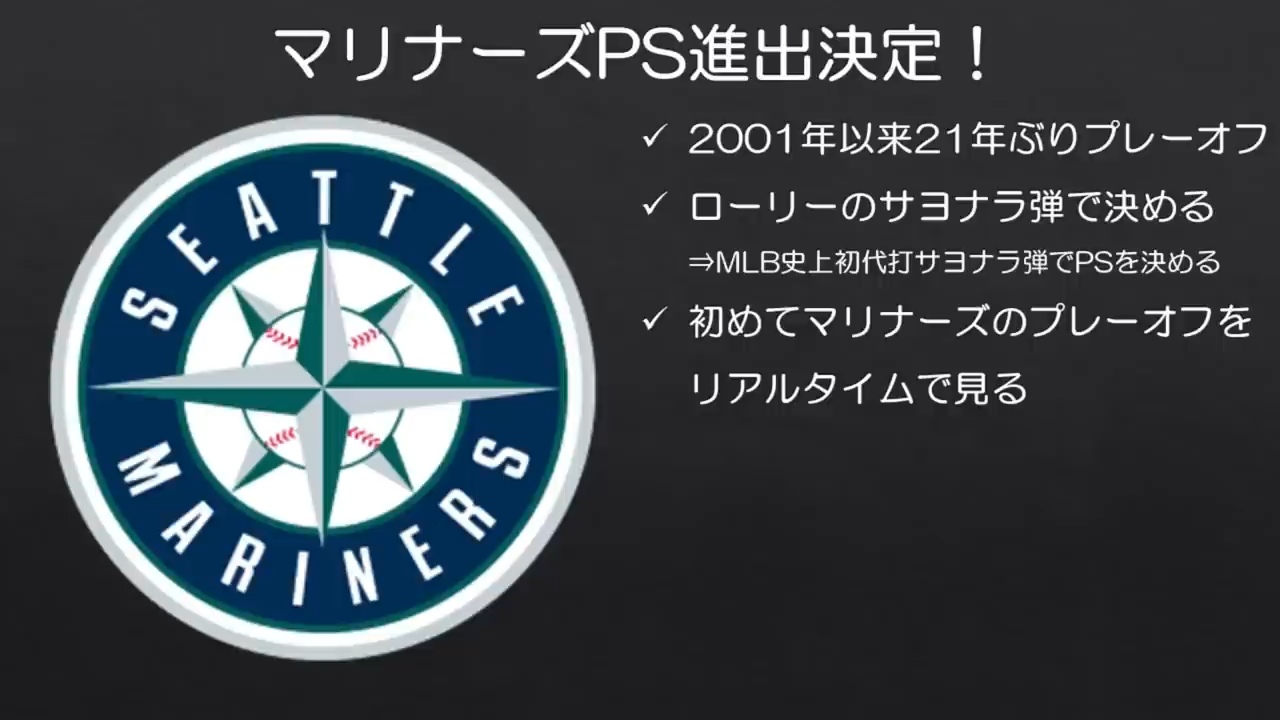 マリナーズPS進出決定！
SEATTLE
MARINERS
✓ 2001年以来21年ぶりプレーオフ
✓ ローリーのサヨナラ弾で決める
⇒MLB史上初代打サヨナラ弾でPSを決める
✓ 初めてマリナーズのプレーオフを
リアルタイムで見る